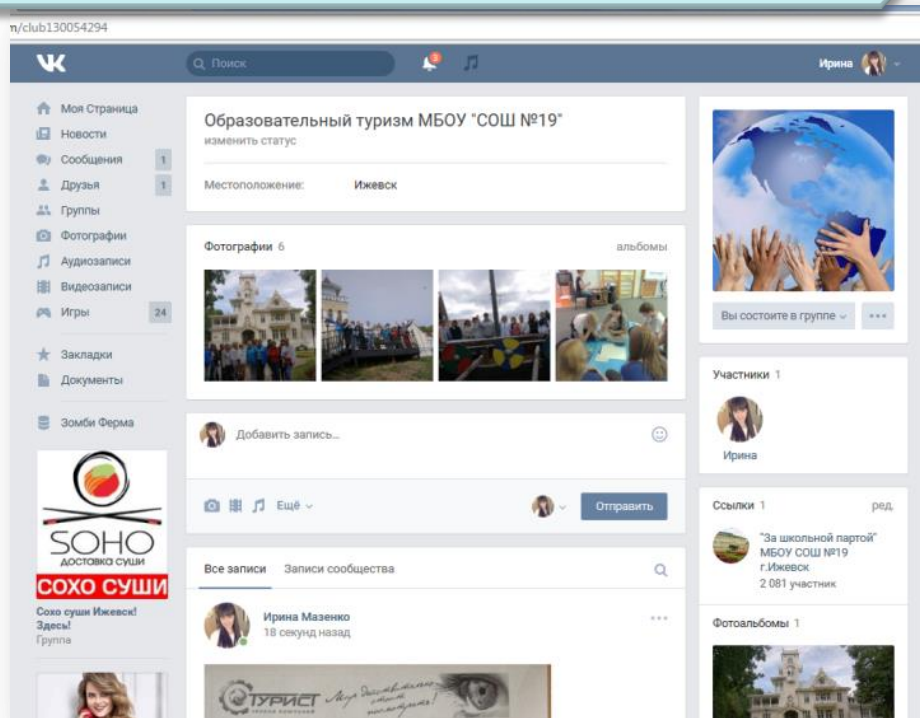 m/club130054294
VK
Поиск
3
Ирина
Моя Страница
Новости
Сообщения 1
Друзья 1
Группы
Фотографии
Аудиозаписи
Видеозаписи
Игры 24
Закладки
Документы
Зомби Ферма
SOHO
доставка суши
СОХО СУШИ
Сохо суши Ижевск!
Здесь!
Группа
Образовательный туризм МБОУ "СОШ №19"
изменить статус
Местоположение: Ижевск
Фотографии 6 альбомы
Добавить запись...
Ещё
Отправить
Все записи Записи сообщества
Ирина Мазенко
18 секунд назад
ТУРИСТ
Вы состоите в группе
Участники 1
Ирина
Ссылки 1 ред.
"За школьной партой"
МБОУ СОШ №19
г.Ижевск
2 081 участник
Фотоальбомы 1